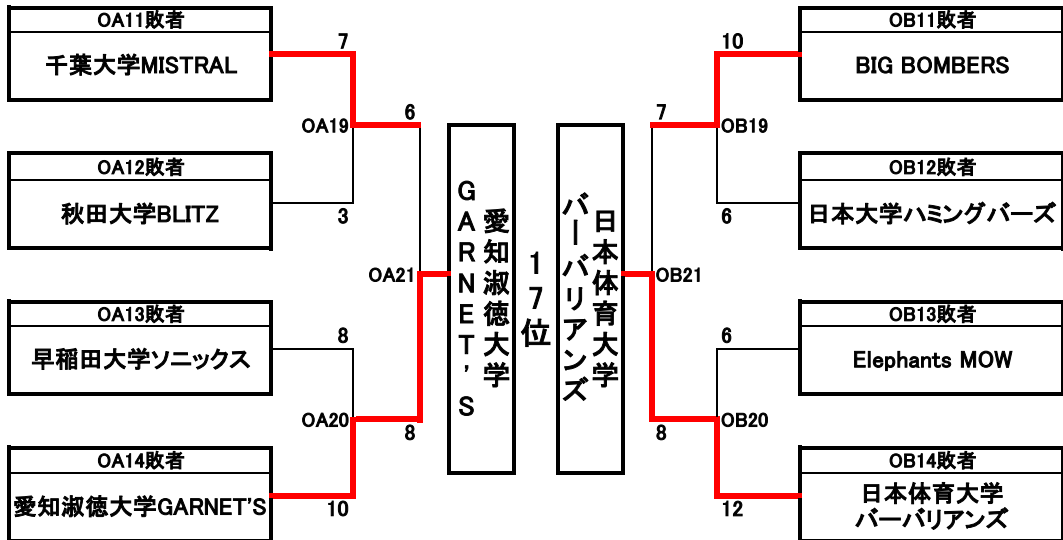 OA11敗者
千葉大学MISTRAL
7
OA19
6
OA12敗者
秋田大学BLITZ
3
OA21
OA13敗者
早稲田大学ソニックス
8
OA20
8
OA14敗者
愛知淑徳大学GARNET'S
10
愛知淑徳大学
GARNET'S
17位
日本体育大学
バーバリアンズ
OB11敗者
BIG BOMBERS
10
7
OB19
OB12敗者
日本大学ハミングバーズ
6
OB21
OB13敗者
Elephants MOW
6
8
OB20
OB14敗者
日本体育大学
バーバリアンズ
12